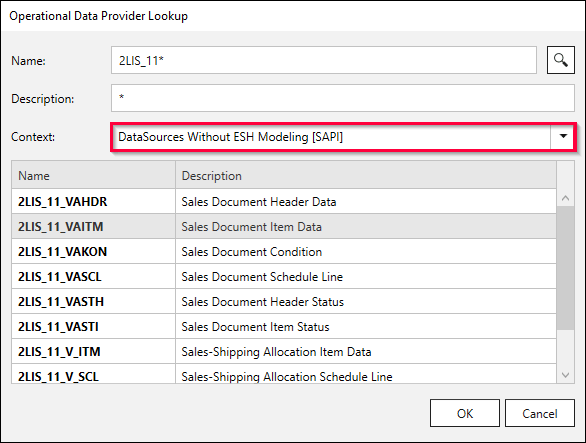 Operational Data Provider Lookup
Name: 2LIS_11*
Description: *
Context: DataSources Without ESH Modeling [SAPI]
Name Description
2LIS_11_VAHDR Sales Document Header Data
2LIS_11_VAITM Sales Document Item Data
2LIS_11_VAKON Sales Document Condition
2LIS_11_VASCL Sales Document Schedule Line
2LIS_11_VASTH Sales Document Header Status
2LIS_11_VASTI Sales Document Item Status
2LIS_11_V_ITM Sales-Shipping Allocation Item Data
2LIS_11_V_SCL Sales-Shipping Allocation Schedule Line
OK Cancel